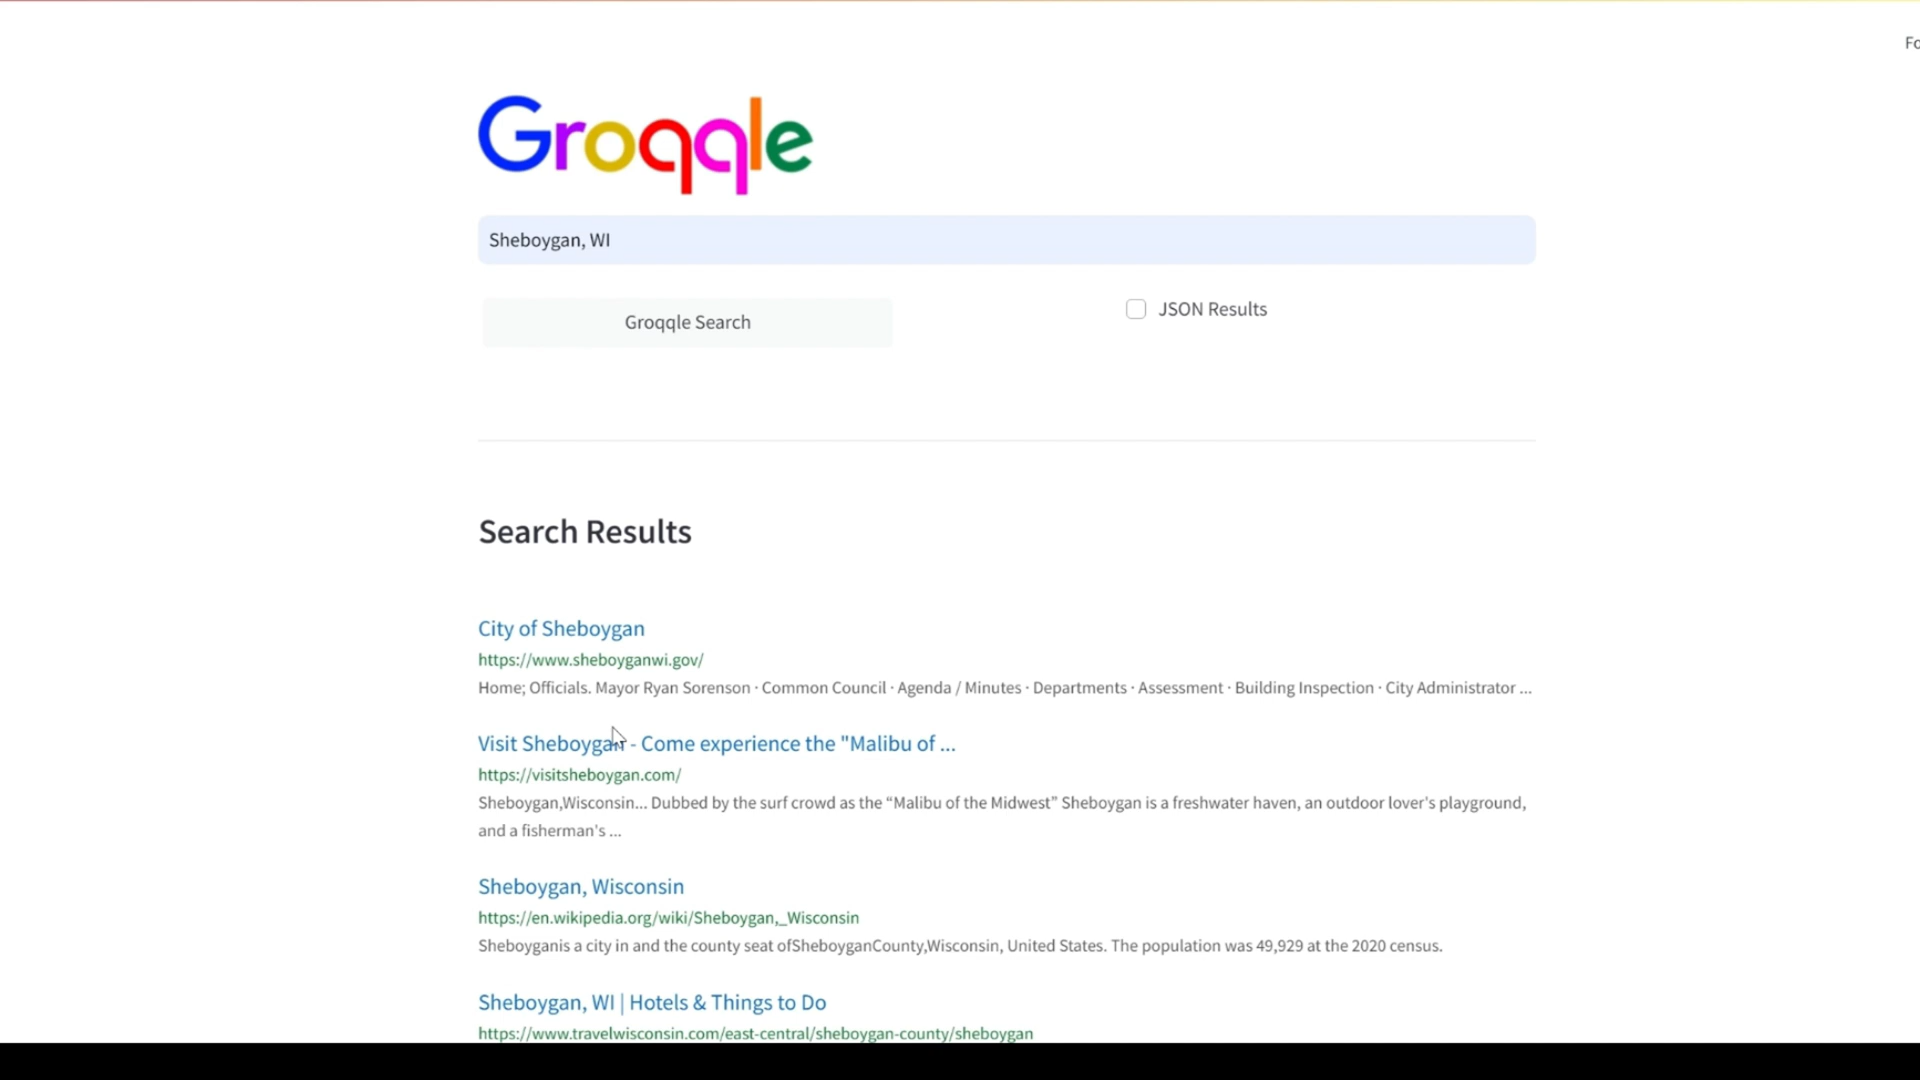 Fo
Groqqle
Sheboygan, WI
Groqqle Search
JSON Results
Search Results
City of Sheboygan
https://www.sheboyganwi.gov/
Home; Officials. Mayor Ryan Sorenson · Common Council · Agenda / Minutes · Departments · Assessment · Building Inspection · City Administrator ...
Visit Sheboygan - Come experience the "Malibu of ...
https://visitsheboygan.com/
Sheboygan,Wisconsin... Dubbed by the surf crowd as the “Malibu of the Midwest” Sheboygan is a freshwater haven, an outdoor lover's playground,
and a fisherman's ...
Sheboygan, Wisconsin
https://en.wikipedia.org/wiki/Sheboygan,_Wisconsin
Sheboyganis a city in and the county seat ofSheboyganCounty,Wisconsin, United States. The population was 49,929 at the 2020 census.
Sheboygan, WI | Hotels & Things to Do
https://www.travelwisconsin.com/east-central/sheboygan-county/sheboygan